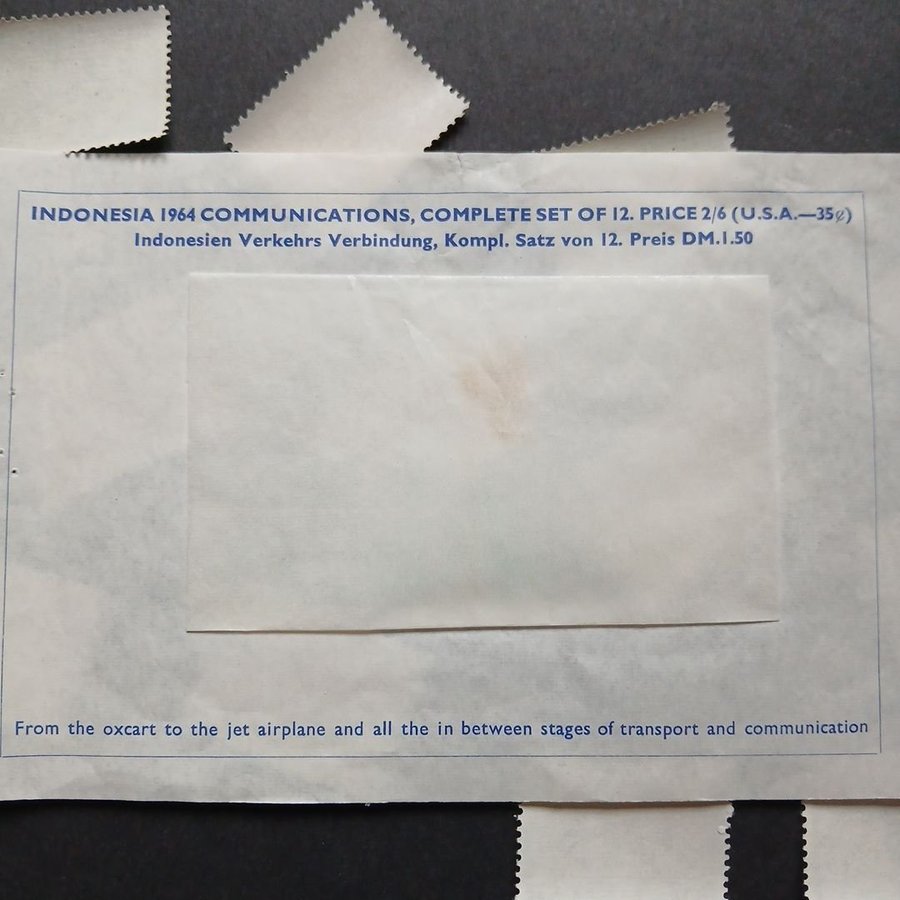 INDONESIA 1964 COMMUNICATIONS, COMPLETE SET OF 12. PRICE 2/6 (U.S.A.—35¢)
Indonesien Verkehrs Verbindung, Kompl. Satz von 12. Preis DM.1.50
From the oxcart to the jet airplane and all the in between stages of transport and communication